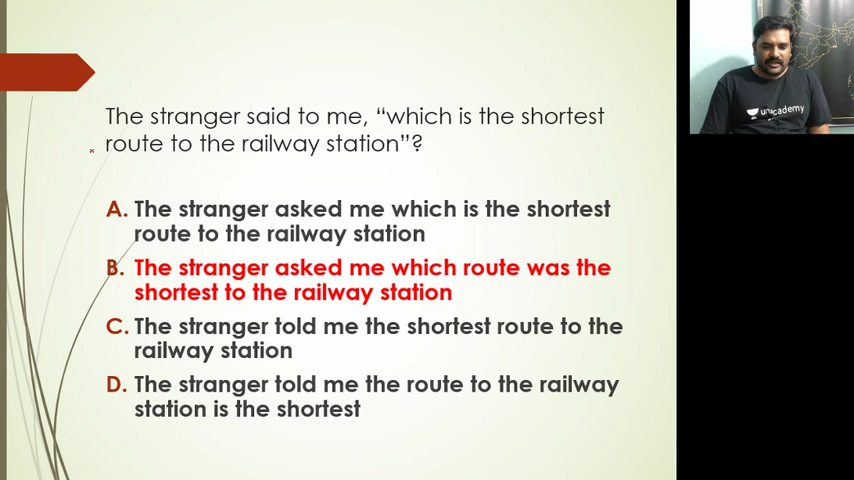 The stranger said to me, “which is the shortest
route to the railway station”?
A. The stranger asked me which is the shortest
route to the railway station
B. The stranger asked me which route was the
shortest to the railway station
C. The stranger told me the shortest route to the
railway station
D. The stranger told me the route to the railway
station is the shortest
unacademy